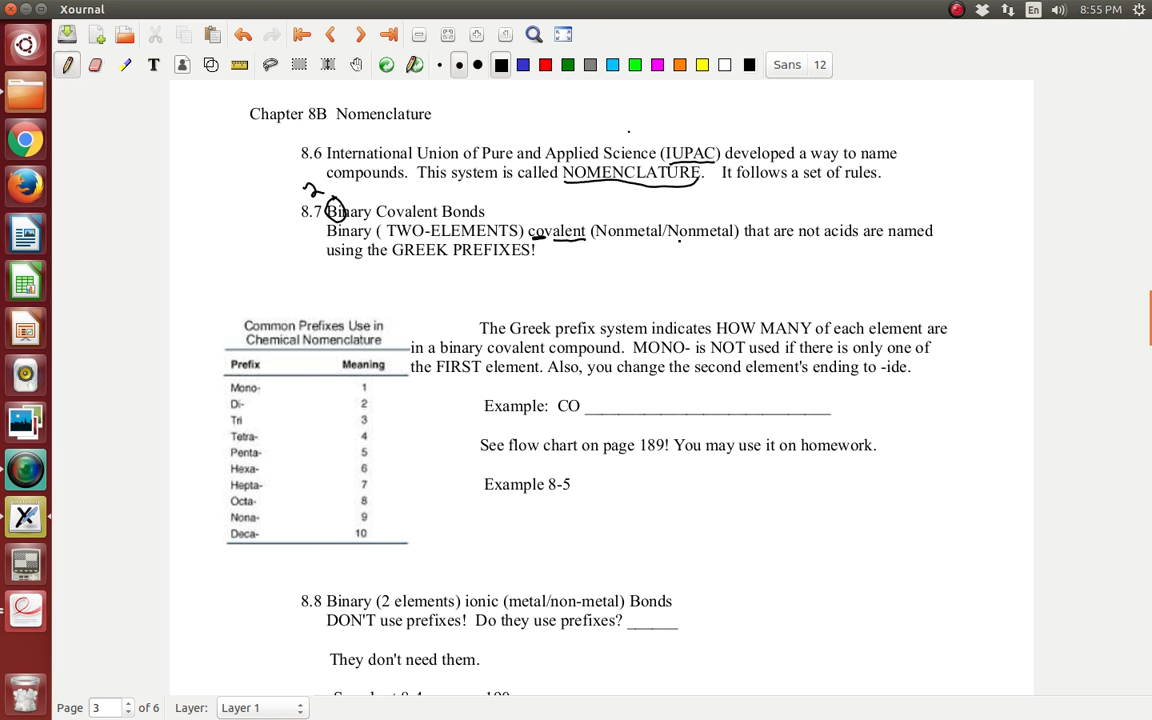 Xournal
En
8:55 PM
Sans 12
Chapter 8B Nomenclature
8.6 International Union of Pure and Applied Science (IUPAC) developed a way to name
compounds. This system is called NOMENCLATURE. It follows a set of rules.
2
8.7 Binary Covalent Bonds
Binary ( TWO-ELEMENTS) covalent (Nonmetal/Nonmetal) that are not acids are named
using the GREEK PREFIXES!
Common Prefixes Use in
Chemical Nomenclature
Prefix Meaning
Mono- 1
Di- 2
Tri 3
Tetra- 4
Penta- 5
Hexa- 6
Hepta- 7
Octa- 8
Nona- 9
Deca- 10
The Greek prefix system indicates HOW MANY of each element are
in a binary covalent compound. MONO- is NOT used if there is only one of
the FIRST element. Also, you change the second element's ending to -ide.
Example: CO ____________________________
See flow chart on page 189! You may use it on homework.
Example 8-5
8.8 Binary (2 elements) ionic (metal/non-metal) Bonds
DON'T use prefixes! Do they use prefixes? ______
They don't need them.
Page 3 of 6 Layer: Layer 1